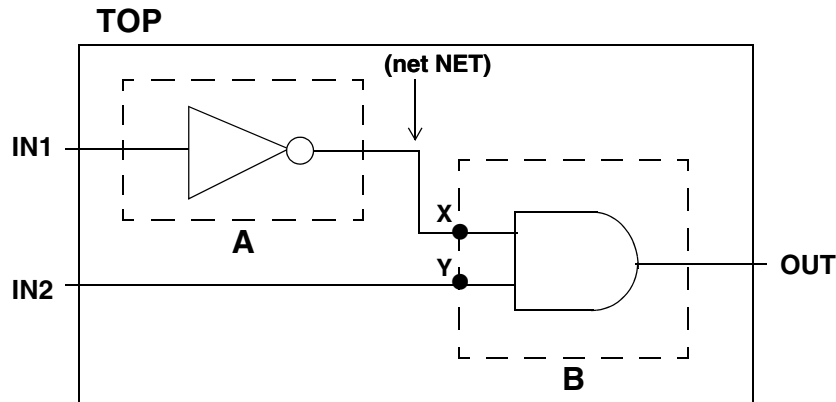 TOP
(net NET)
IN1
A
X
Y
IN2
OUT
B